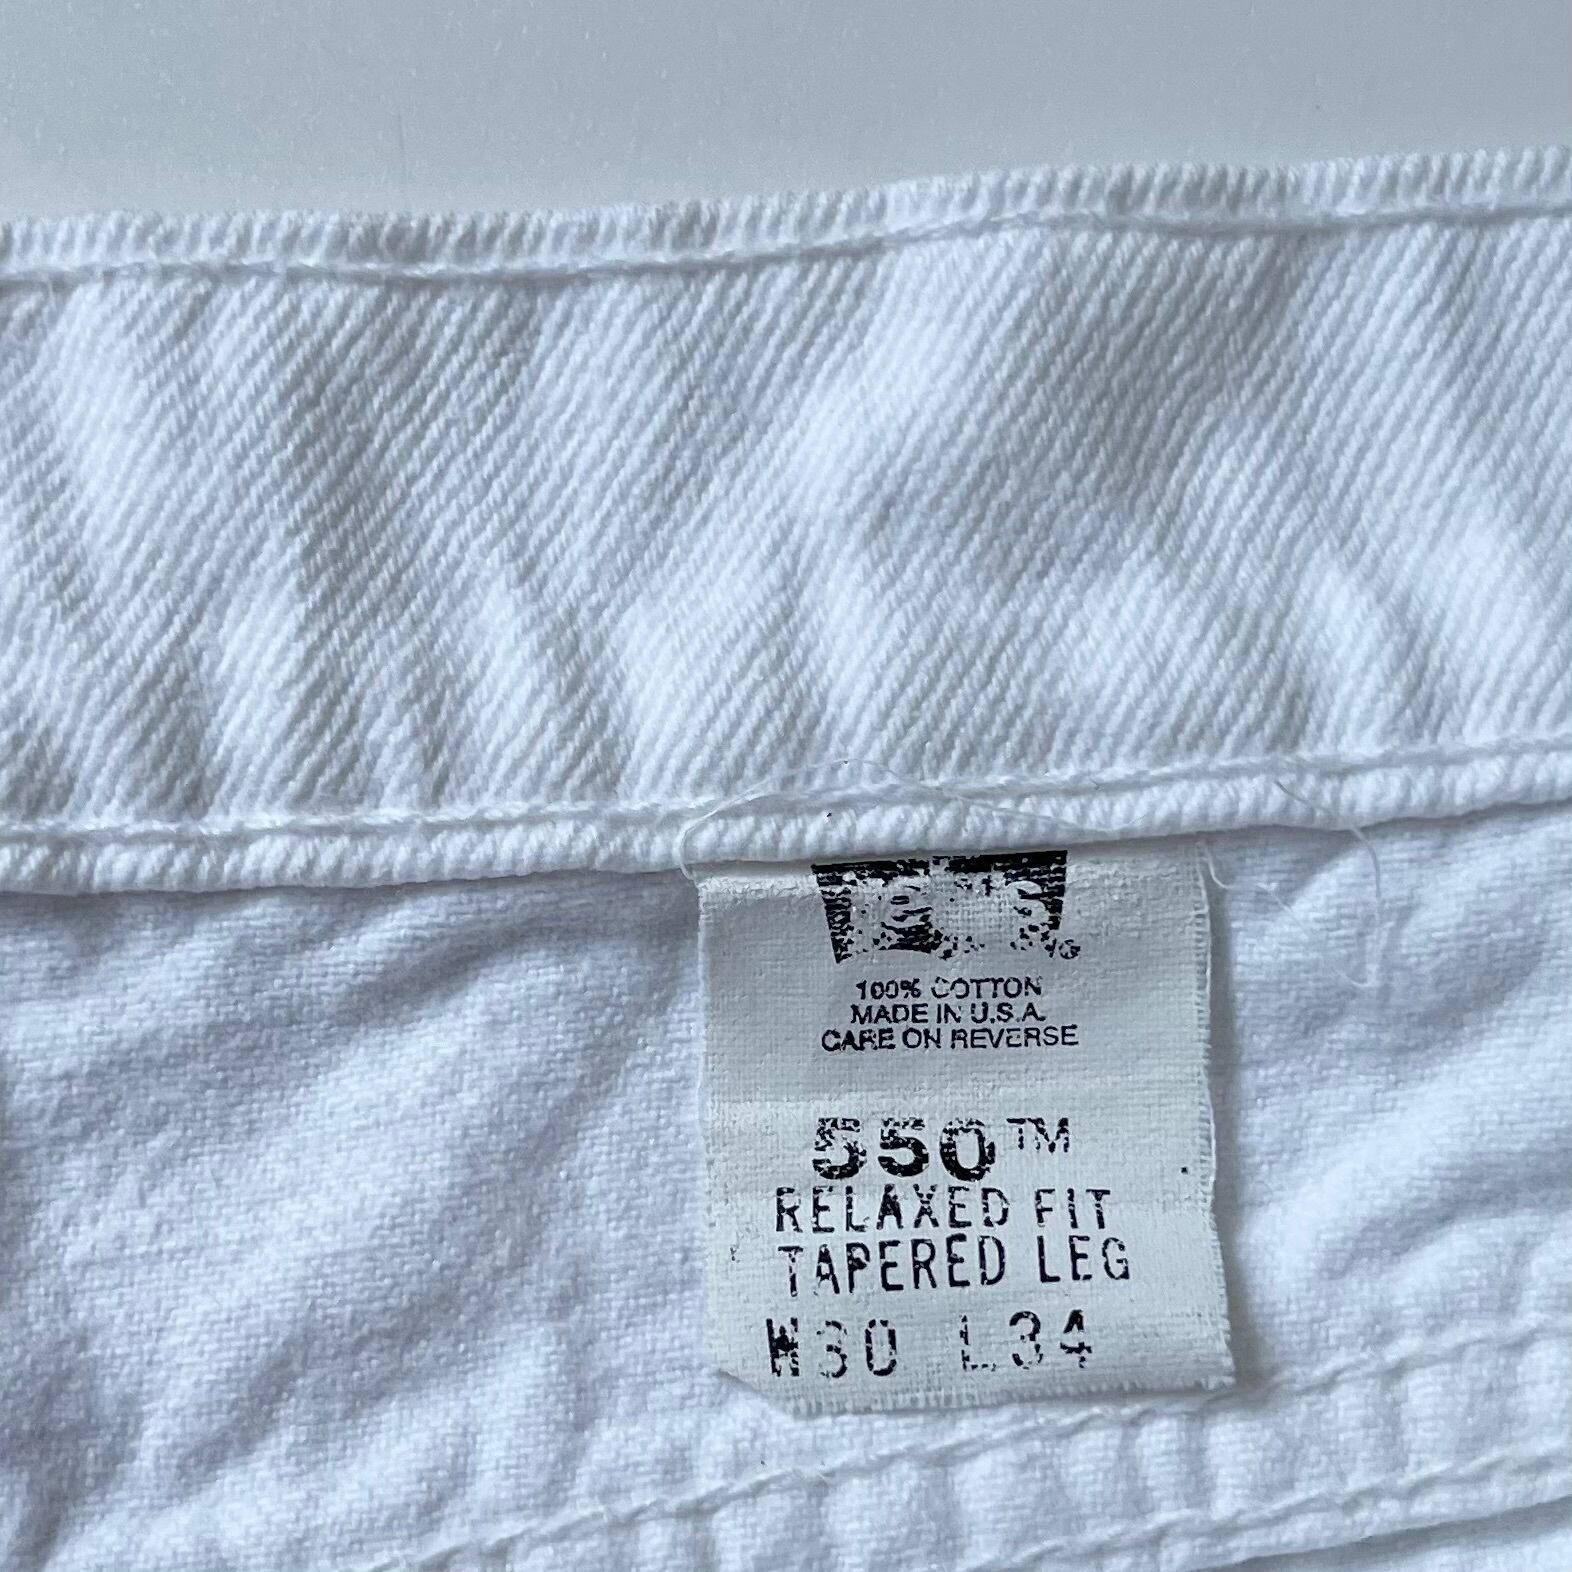 100% COTTON
MADE IN U.S.A.
CARE ON REVERSE
550™
RELAXED FIT
TAPERED LEG
W30 L34